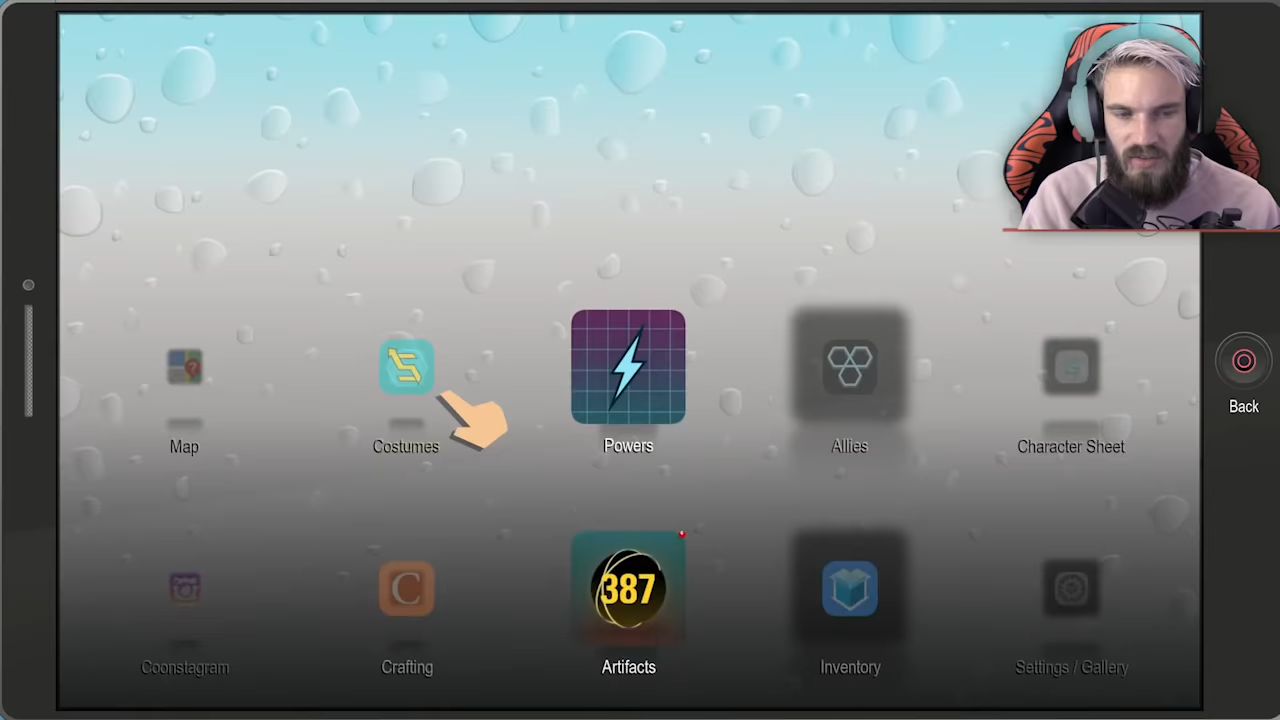 Map
Costumes
Powers
Allies
Character Sheet
Back
387
C
Coonstagram
Crafting
Artifacts
Inventory
Settings / Gallery